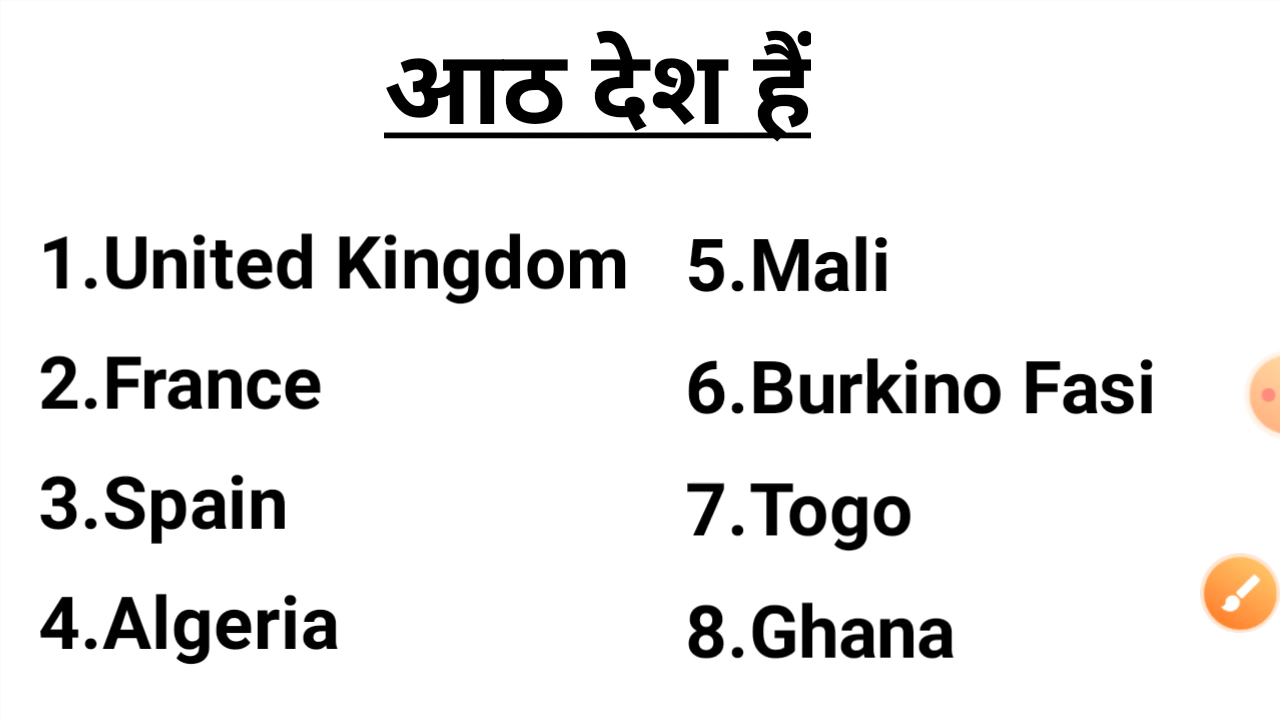 आठ देश हैं
1.United Kingdom
2.France
3.Spain
4.Algeria
5.Mali
6.Burkino Fasi
7.Togo
8.Ghana